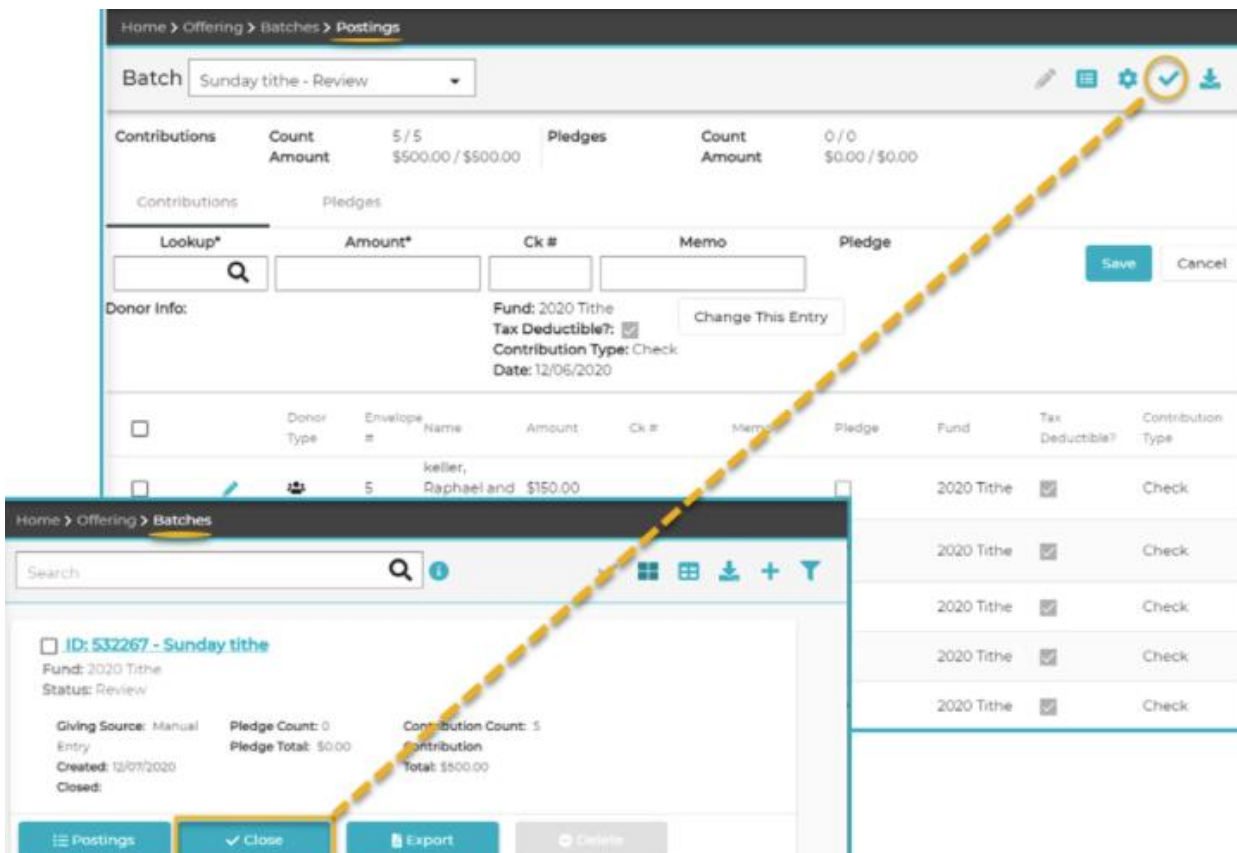 Home > Offering > Batches > Postings
Batch Sunday tithe - Review
Contributions Count 5 / 5 Pledges Count 0 / 0
Amount $500.00 / $500.00 Amount $0.00 / $0.00
Contributions Pledges
Lookup* Amount* Ck # Memo Pledge
Save Cancel
Donor Info: Fund: 2020 Tithe Change This Entry
Tax Deductible?:
Contribution Type: Check
Date: 12/06/2020
Donor Envelope Name Amount Ck # Memo Pledge Fund Tax Contribution
Type # Deductible? Type
keller,
5 Raphael and $150.00 2020 Tithe Check
2020 Tithe Check
2020 Tithe Check
2020 Tithe Check
2020 Tithe Check
Home > Offering > Batches
Search
ID: 532267 - Sunday tithe
Fund: 2020 Tithe
Status: Review
Giving Source: Manual Pledge Count: 0 Contribution Count: 5
Entry Pledge Total: $0.00 Contribution
Created: 12/07/2020 Total: $500.00
Closed:
Postings Close Export Delete